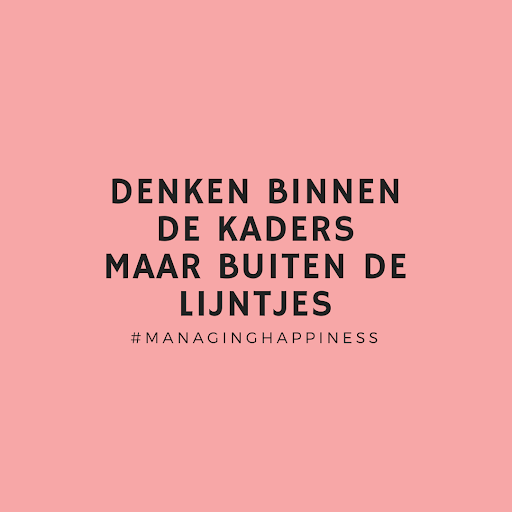 DENKEN BINNEN
DE KADERS
MAAR BUITEN DE
LIJNTJES
#MANAGINGHAPPINESS